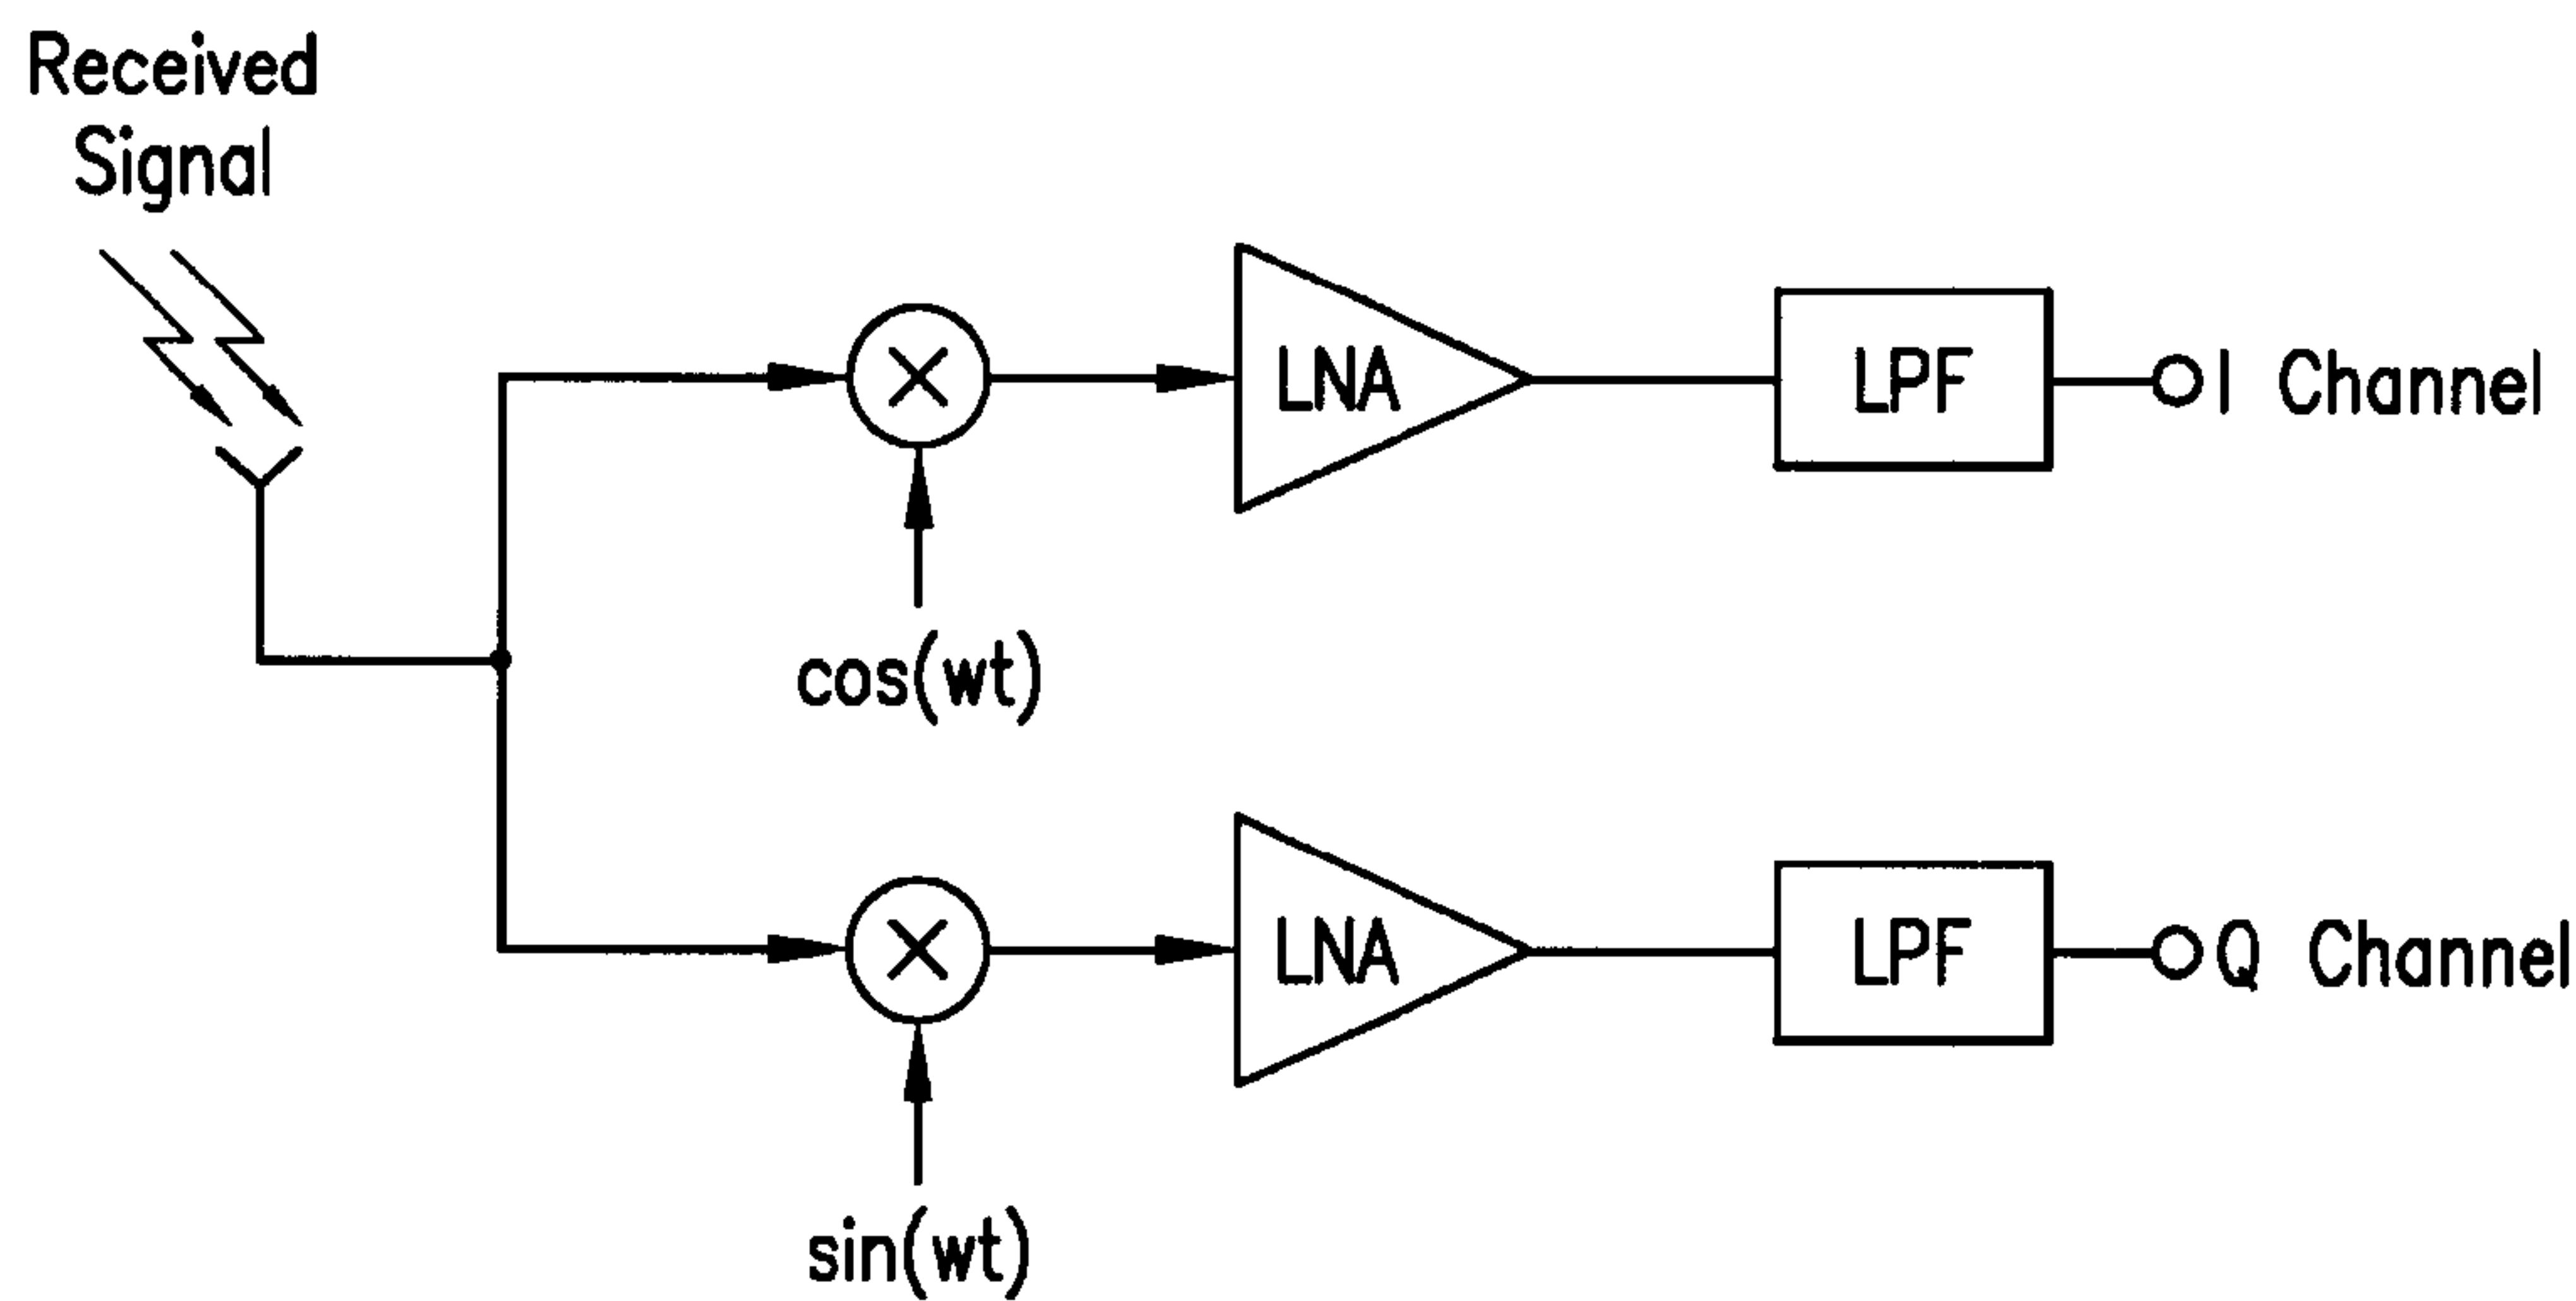 Received
Signal
LNA
LPF
I Channel
cos(wt)
LNA
LPF
Q Channel
sin(wt)